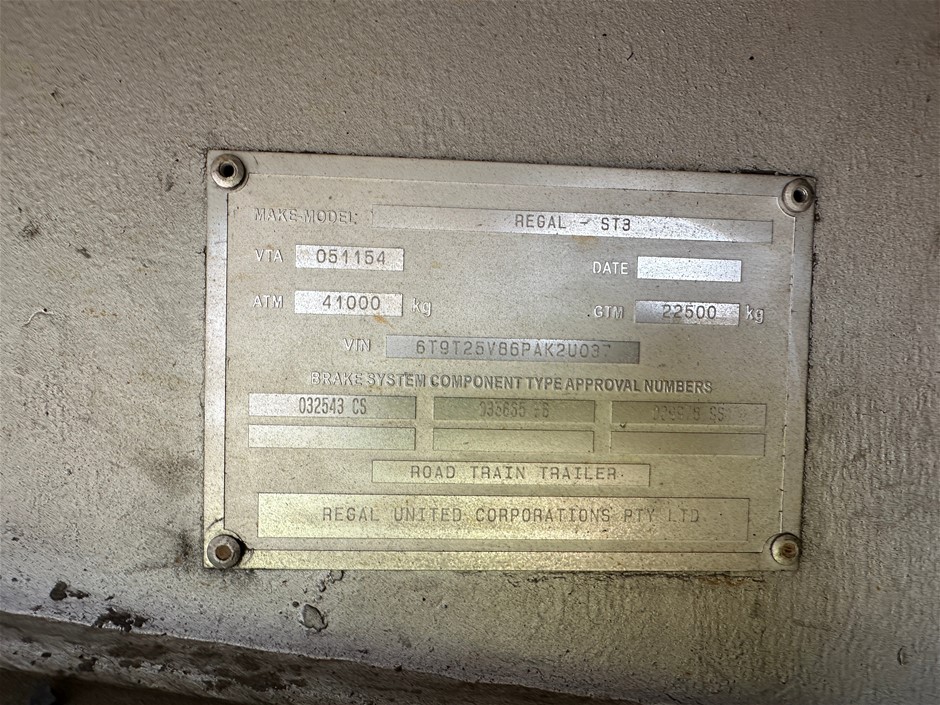 MAKE-MODEL REGAL - ST3
VTA 051154 DATE
ATM 41000 kg GTM 22500 kg
VIN 6T9T25V86PAK2U037
BRAKE SYSTEM COMPONENT TYPE APPROVAL NUMBERS
032543 CS
ROAD TRAIN TRAILER
REGAL UNITED CORPORATIONS PTY LTD